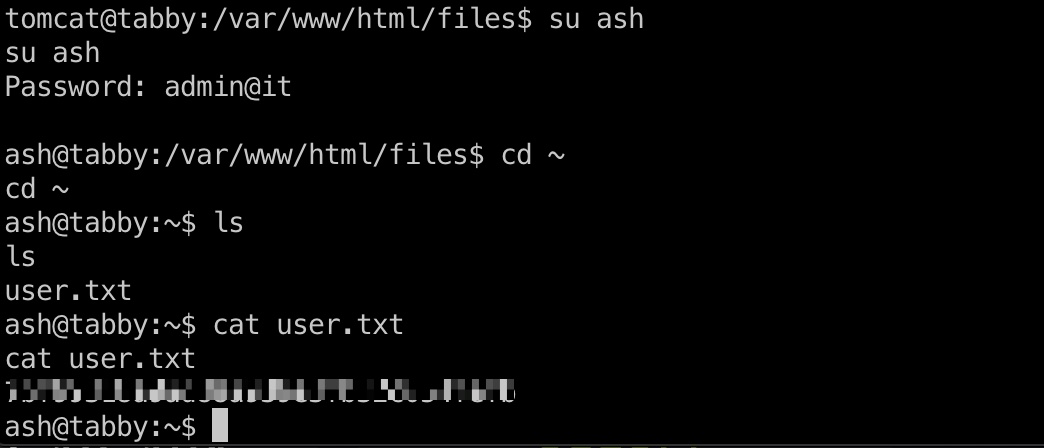 tomcat@tabby:/var/www/html/files$ su ash
su ash
Password: admin@it
ash@tabby:/var/www/html/files$ cd ~
cd ~
ash@tabby:~$ ls
ls
user.txt
ash@tabby:~$ cat user.txt
cat user.txt
ash@tabby:~$